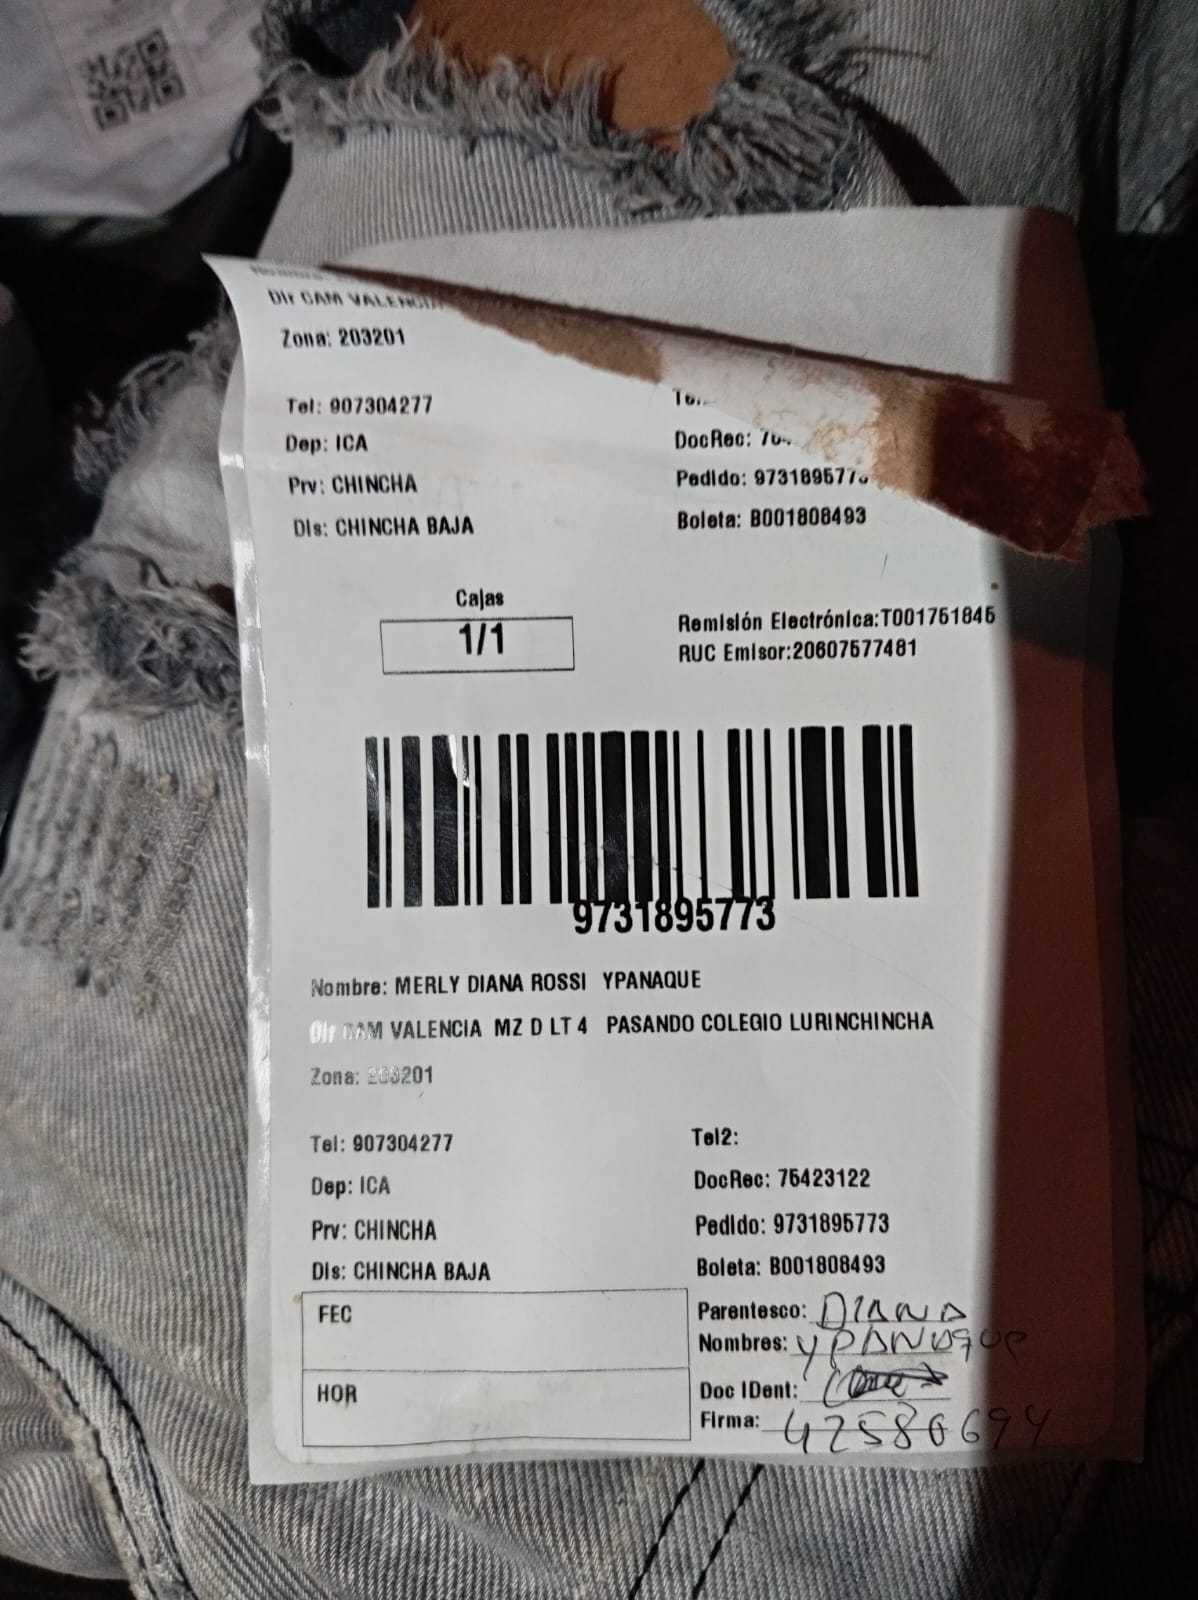 Dir CAM VALENCIA
Zona: 203201
Tel: 907304277
Dep: ICA
DocRec:
Prv: CHINCHA
Pedido:
Dis: CHINCHA BAJA
Boleta: B001808493
Cajas
1/1
Remisión Electrónica:T001751845
RUC Emisor:20607577481
9731895773
Nombre: MERLY DIANA ROSSI YPANAQUE
Dir CAM VALENCIA MZ D LT 4 PASANDO COLEGIO LURINCHINCHA
Zona: 203201
Tel: 907304277
Tel2:
Dep: ICA
DocRec: 75423122
Prv: CHINCHA
Pedido: 9731895773
Dis: CHINCHA BAJA
Boleta: B001808493
FEC
Parentesco: DIANA
Nombres: YPANAQUE
HOR
Doc IDent:
Firma: 42580694